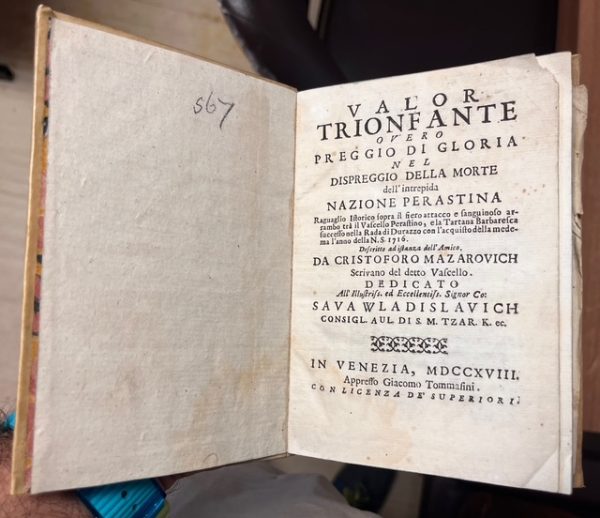 567
VALOR
TRIONFANTE
OVERO
PREGGIO DI GLORIA
NEL
DISPREGGIO DELLA MORTE
dell'intrepida
NAZIONE PERASTINA
Raguaglio Istorico sopra il fiero attacco e sanguinoso ar-
rambo trà il Vascello Perastino, e la Tartana Barbaresca
successo nella Rada di Durazzo con l'acquisto della mede-
ma l'anno della N.S. 1716.
Descritto ad istanza dell'Amico.
DA CRISTOFORO MAZAROVICH
Scrivano del detto Vascello.
DEDICATO
All'Illustriss. ed Eccellentiss. Signor Co:
SAVA WLADISLAVICH
CONSIGL. AUL. DI S. M. TZAR. K. ec.
IN VENEZIA, MDCCXVIII.
Appresso Giacomo Tommasini.
CON LICENZA DE' SUPERIORI.